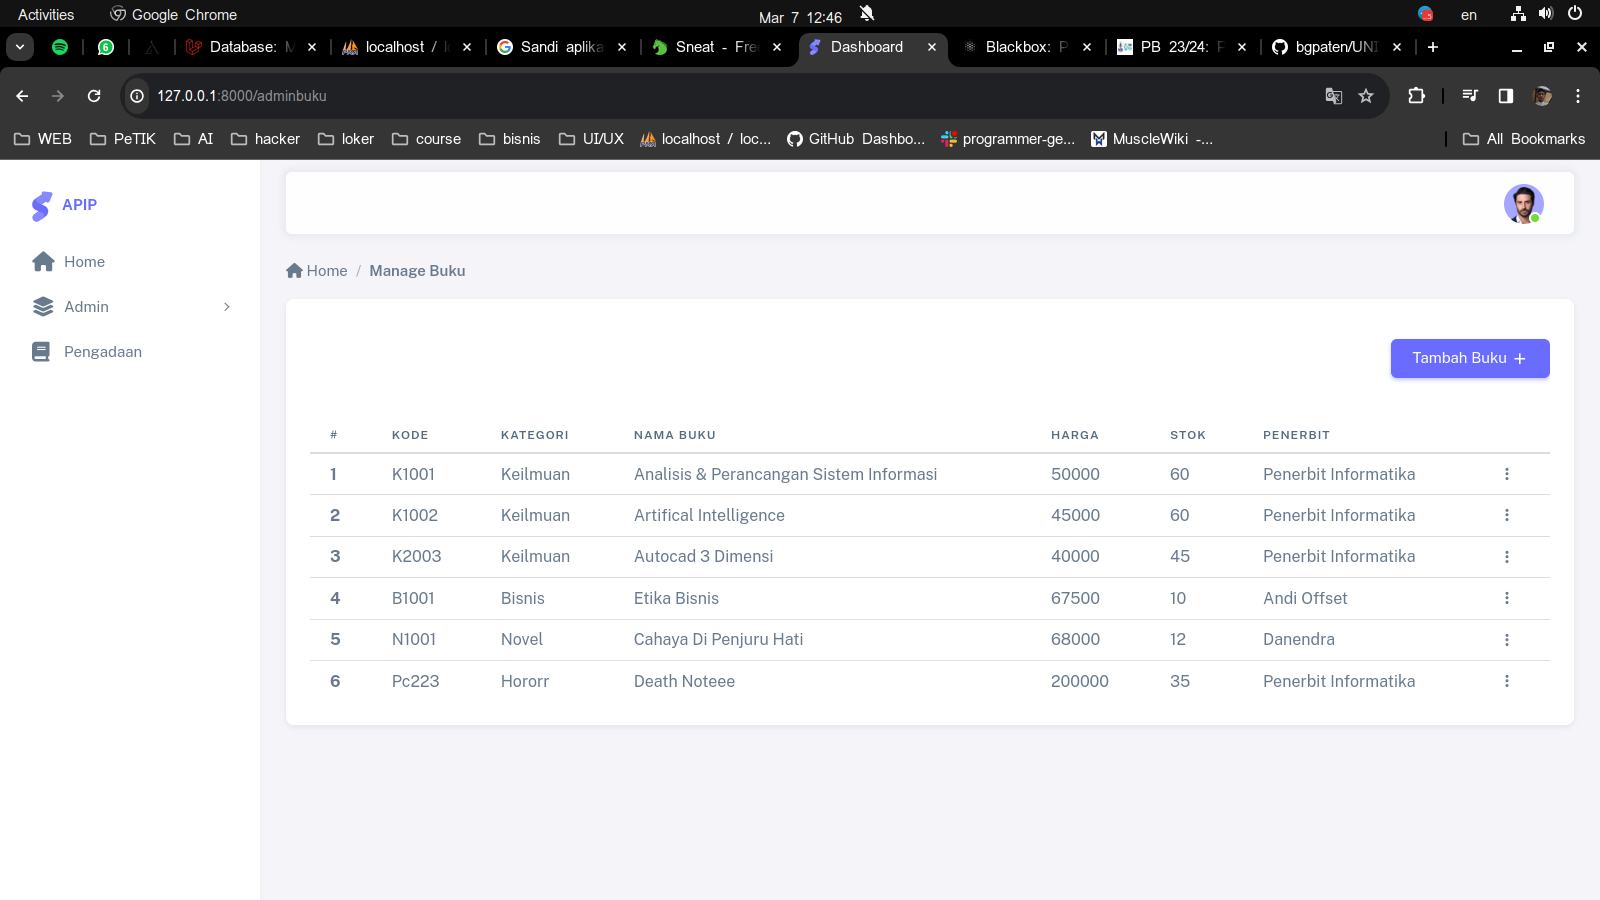 Activities Google Chrome Mar 7 12:46 en
6 Database: localhost / Sandi aplika Sneat - Free Dashboard Blackbox: PB 23/24: bgpaten/UNI
127.0.0.1:8000/adminbuku
WEB PeTIK AI hacker loker course bisnis UI/UX localhost / loc... GitHub Dashbo... programmer-ge... MuscleWiki -... All Bookmarks
APIP
Home
Admin
Pengadaan
Home / Manage Buku
Tambah Buku +
# KODE KATEGORI NAMA BUKU HARGA STOK PENERBIT
1 K1001 Keilmuan Analisis & Perancangan Sistem Informasi 50000 60 Penerbit Informatika
2 K1002 Keilmuan Artifical Intelligence 45000 60 Penerbit Informatika
3 K2003 Keilmuan Autocad 3 Dimensi 40000 45 Penerbit Informatika
4 B1001 Bisnis Etika Bisnis 67500 10 Andi Offset
5 N1001 Novel Cahaya Di Penjuru Hati 68000 12 Danendra
6 Pc223 Hororr Death Noteee 200000 35 Penerbit Informatika